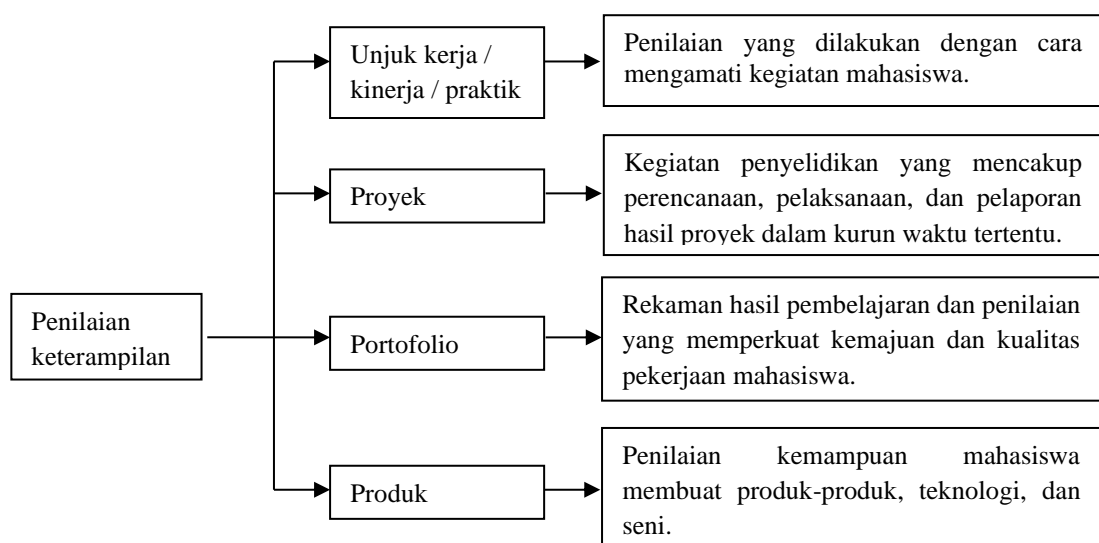 Unjuk kerja /
kinerja / praktik
Penilaian yang dilakukan dengan cara
mengamati kegiatan mahasiswa.
Proyek
Kegiatan penyelidikan yang mencakup
perencanaan, pelaksanaan, dan pelaporan
hasil proyek dalam kurun waktu tertentu.
Penilaian
keterampilan
Portofolio
Rekaman hasil pembelajaran dan penilaian
yang memperkuat kemajuan dan kualitas
pekerjaan mahasiswa.
Produk
Penilaian kemampuan mahasiswa
membuat produk-produk, teknologi, dan
seni.